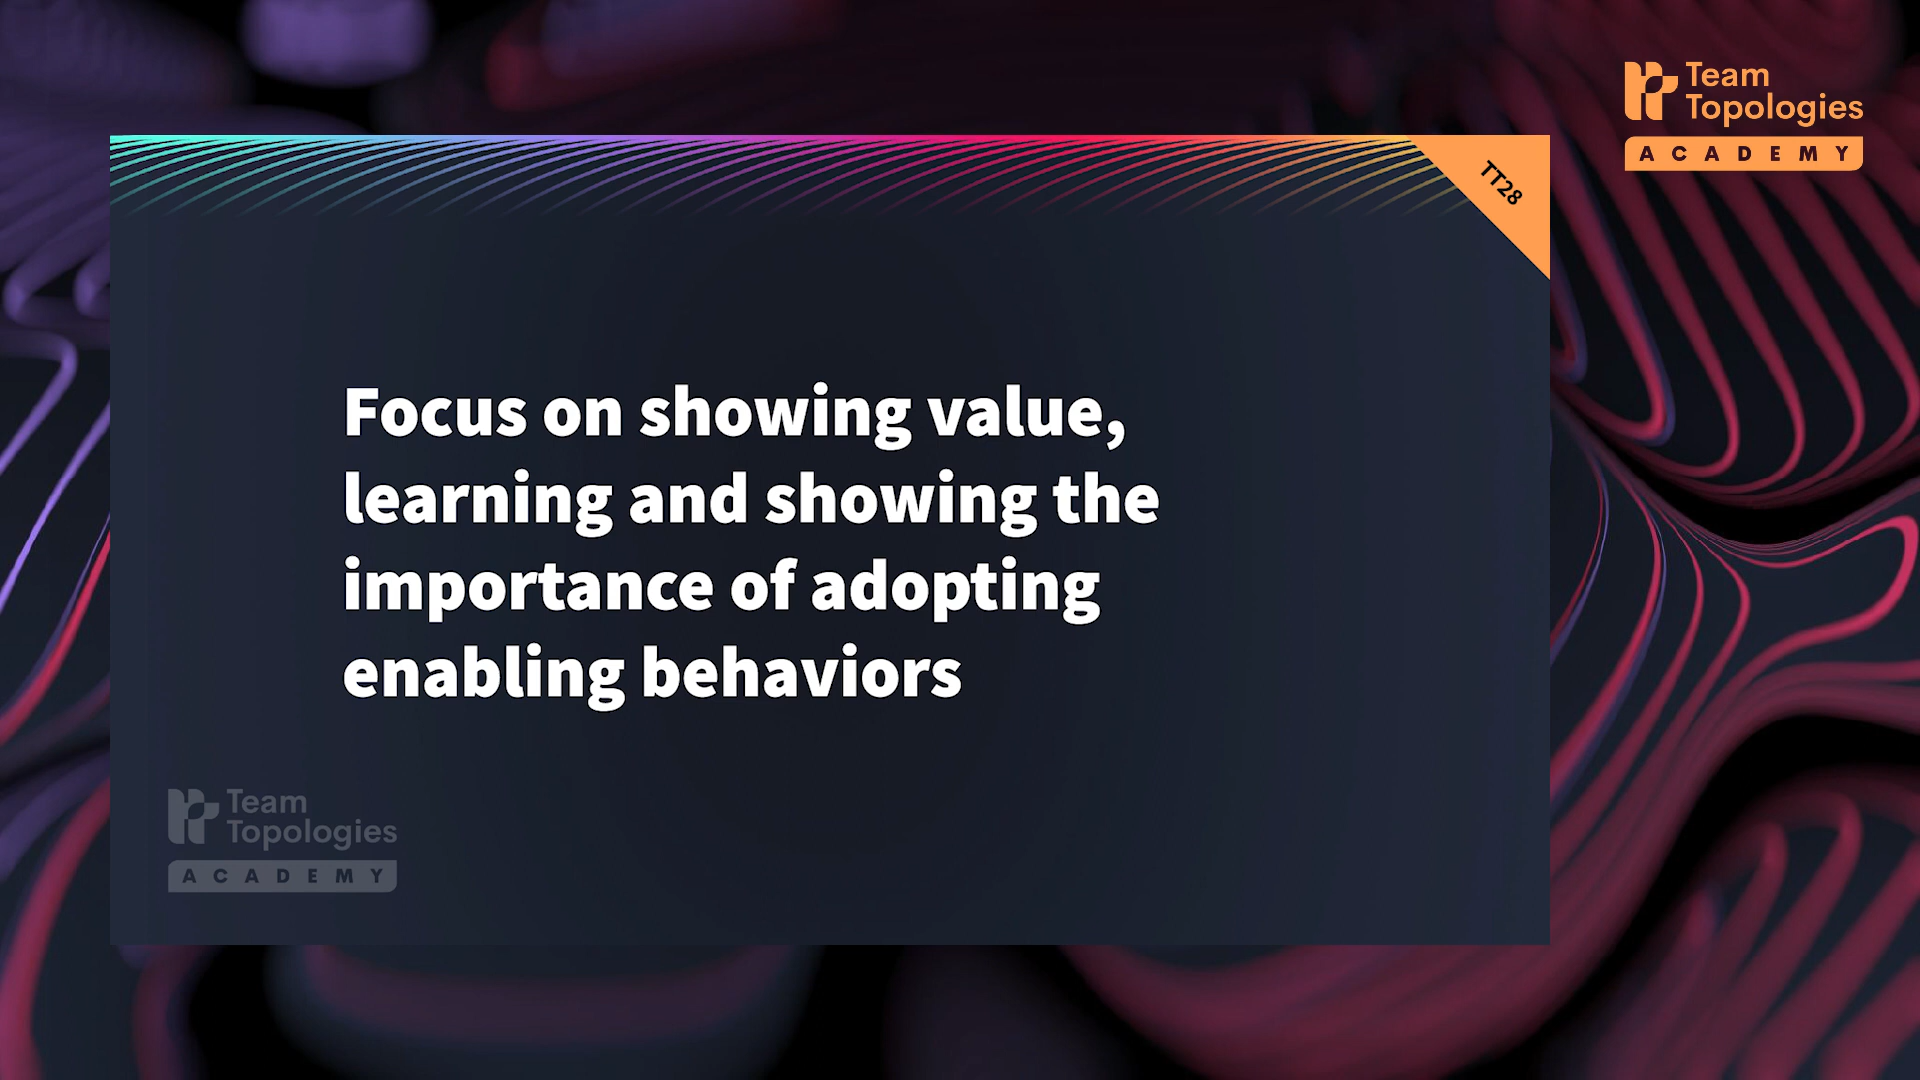 Team
Topologies
ACADEMY
TT28
Focus on showing value,
learning and showing the
importance of adopting
enabling behaviors
Team
Topologies
ACADEMY